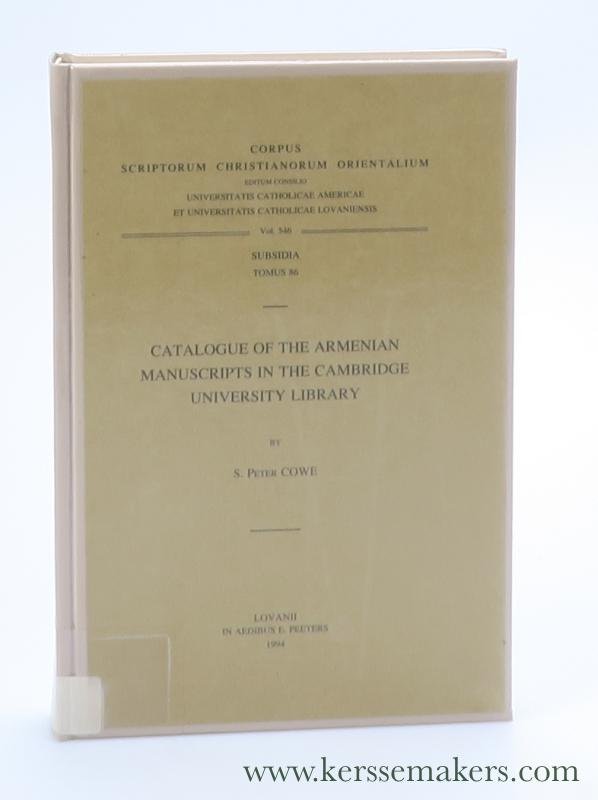 CORPUS
SCRIPTORUM CHRISTIANORUM ORIENTALIUM
EDITUM CONSILIO
UNIVERSITATIS CATHOLICAE AMERICAE
ET UNIVERSITATIS CATHOLICAE LOVANIENSIS
Vol. 546
SUBSIDIA
TOMUS 86
CATALOGUE OF THE ARMENIAN
MANUSCRIPTS IN THE CAMBRIDGE
UNIVERSITY LIBRARY
BY
S. PETER COWE
LOVANII
IN AEDIBUS E. PEETERS
1994
www.kerssemakers.com